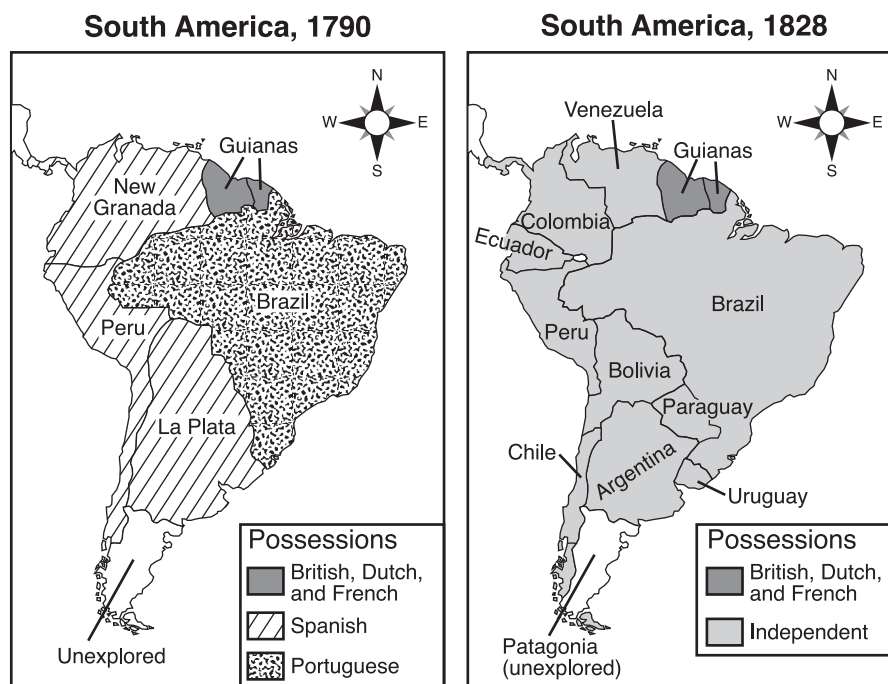 South America, 1790
N
W
E
S
Guianas
New
Granada
Brazil
Peru
La Plata
Unexplored
Possessions
British, Dutch,
and French
Spanish
Portuguese
South America, 1828
N
W
E
S
Venezuela
Guianas
Colombia
Ecuador
Brazil
Peru
Bolivia
Paraguay
Chile
Argentina
Uruguay
Patagonia
(unexplored)
Possessions
British, Dutch,
and French
Independent